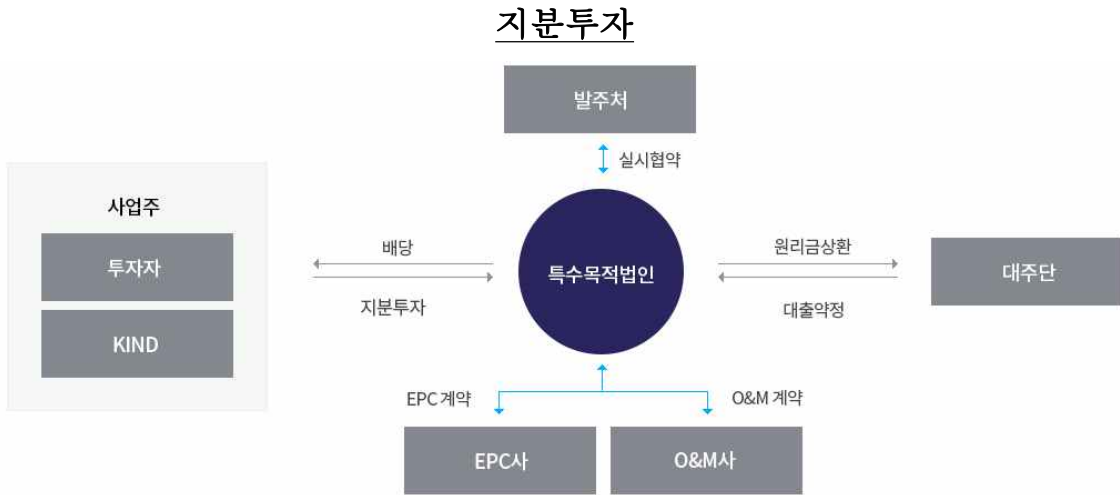 지분투자
발주처
실시협약
사업주
투자자
KIND
배당
지분투자
특수목적법인
원리금상환
대출약정
대주단
EPC 계약
O&M 계약
EPC사
O&M사